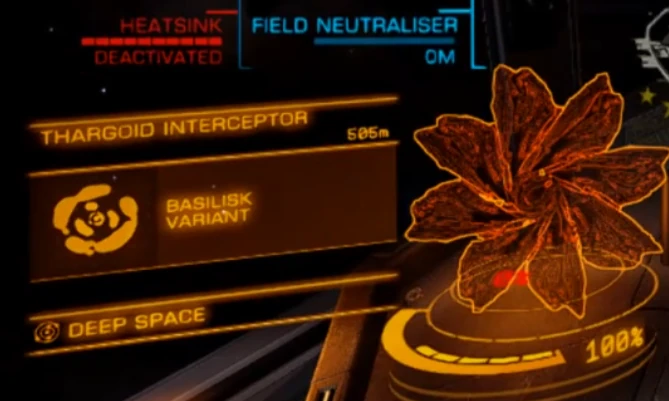 HEATSINK
DEACTIVATED
FIELD NEUTRALISER
0M
THARGOID INTERCEPTOR
505m
BASILISK
VARIANT
DEEP SPACE
100%